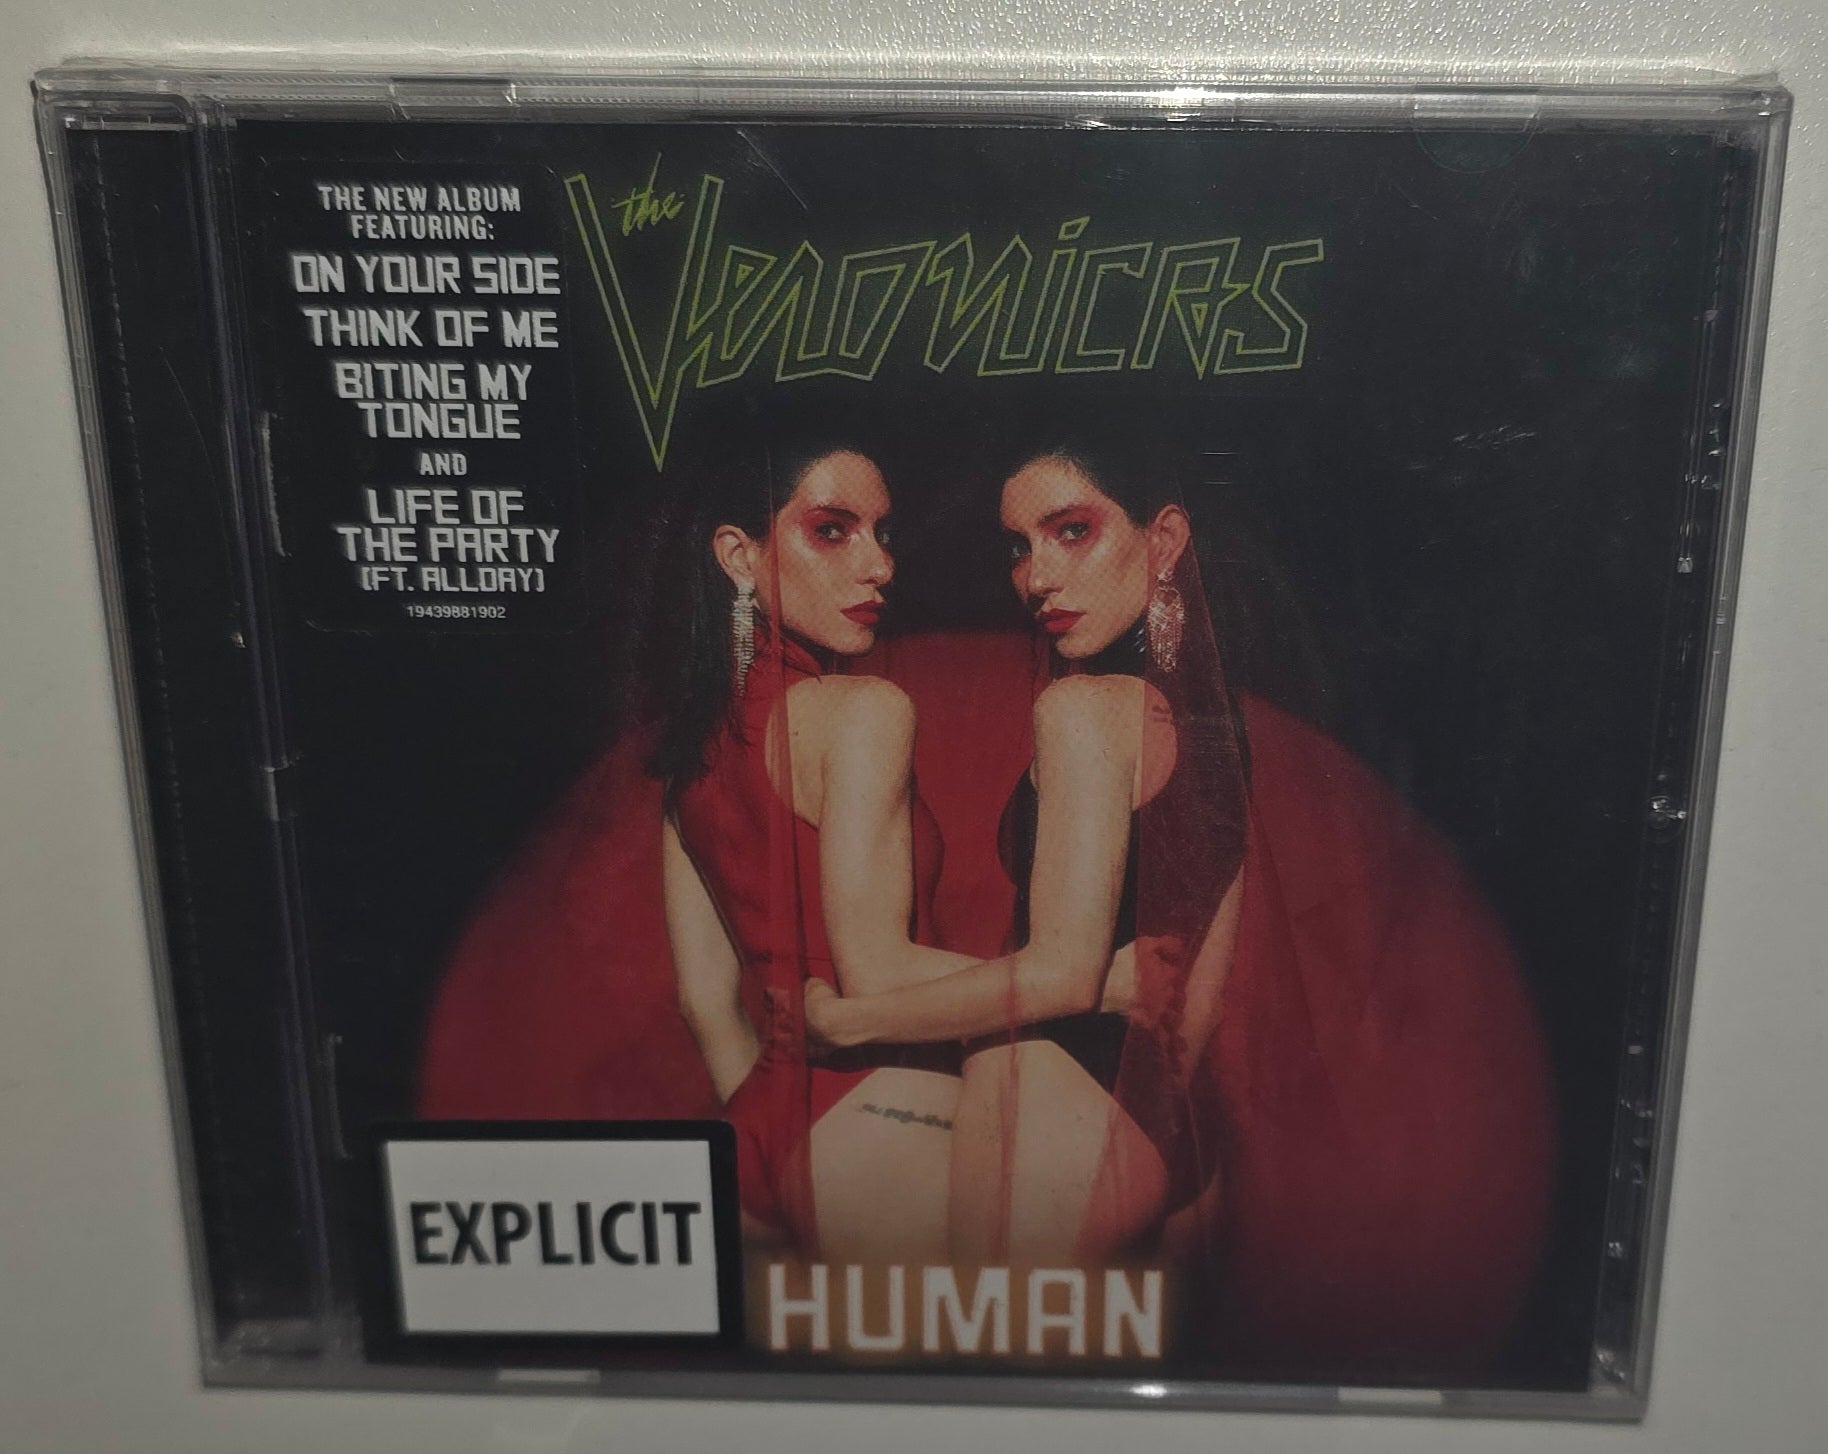 THE NEW ALBUM
FEATURING:
ON YOUR SIDE
THINK OF ME
BITING MY
TONGUE
AND
LIFE OF
THE PARTY
(FT. ALLDAY)
19439881902
the
Veronicas
EXPLICIT
HUMAN